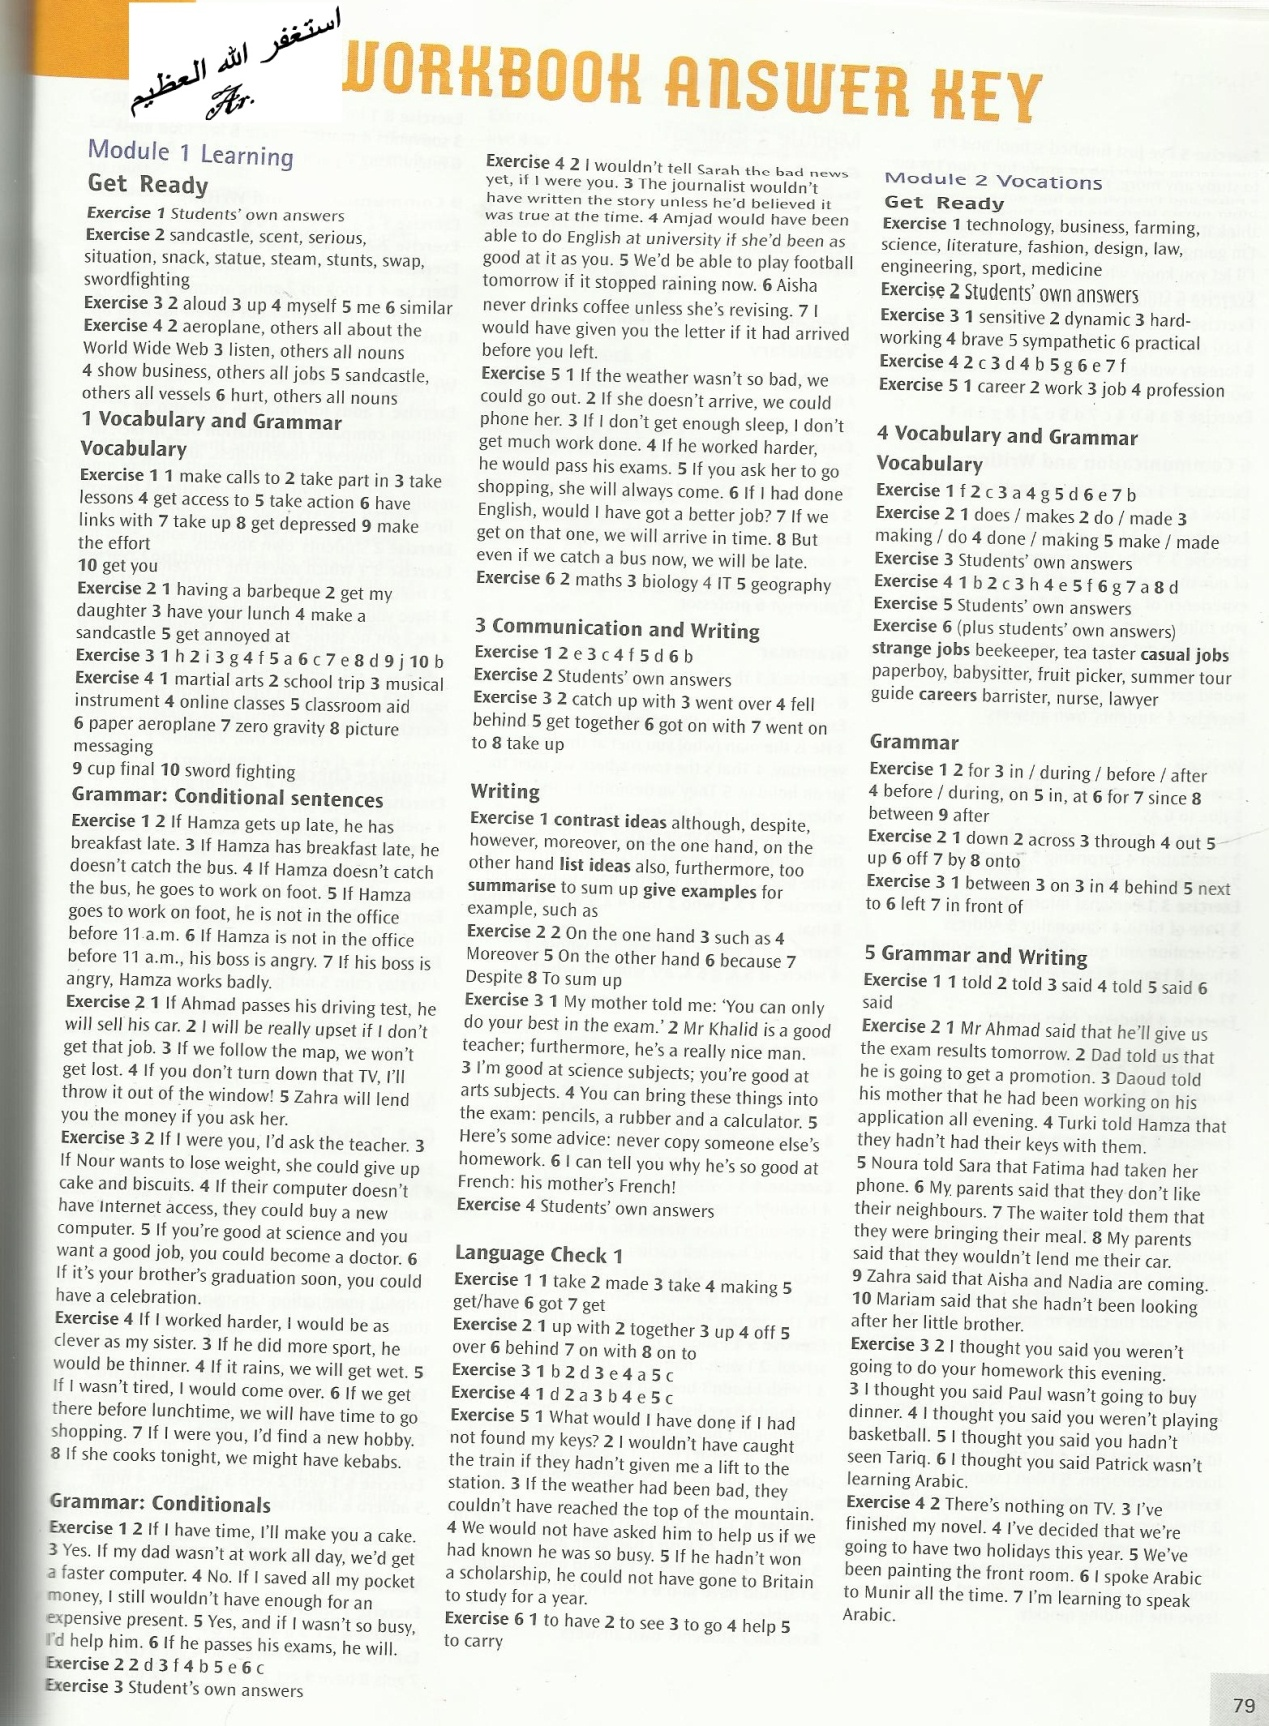 استغفر الله العظيم
Ar.
WORKBOOK ANSWER KEY
Module 1 Learning
Get Ready
Exercise 1 Students' own answers
Exercise 2 sandcastle, scent, serious,
situation, snack, statue, steam, stunts, swap,
swordfighting
Exercise 3 2 aloud 3 up 4 myself 5 me 6 similar
Exercise 4 2 aeroplane, others all about the
World Wide Web 3 listen, others all nouns
4 show business, others all jobs 5 sandcastle,
others all vessels 6 hurt, others all nouns
1 Vocabulary and Grammar
Vocabulary
Exercise 1 1 make calls to 2 take part in 3 take
lessons 4 get access to 5 take action 6 have
links with 7 take up 8 get depressed 9 make
the effort
10 get you
Exercise 2 1 having a barbeque 2 get my
daughter 3 have your lunch 4 make a
sandcastle 5 get annoyed at
Exercise 3 1 h 2 i 3 g 4 f 5 a 6 c 7 e 8 d 9 j 10 b
Exercise 4 1 martial arts 2 school trip 3 musical
instrument 4 online classes 5 classroom aid
6 paper aeroplane 7 zero gravity 8 picture
messaging
9 cup final 10 sword fighting
Grammar: Conditional sentences
Exercise 1 2 If Hamza gets up late, he has
breakfast late. 3 If Hamza has breakfast late, he
doesn't catch the bus. 4 If Hamza doesn't catch
the bus, he goes to work on foot. 5 If Hamza
goes to work on foot, he is not in the office
before 11 a.m. 6 If Hamza is not in the office
before 11 a.m., his boss is angry. 7 If his boss is
angry, Hamza works badly.
Exercise 2 1 If Ahmad passes his driving test, he
will sell his car. 2 I will be really upset if I don't
get that job. 3 If we follow the map, we won't
get lost. 4 If you don't turn down that TV, I'll
throw it out of the window! 5 Zahra will lend
you the money if you ask her.
Exercise 3 2 If I were you, I'd ask the teacher. 3
If Nour wants to lose weight, she could give up
cake and biscuits. 4 If their computer doesn't
have Internet access, they could buy a new
computer. 5 If you're good at science and you
want a good job, you could become a doctor. 6
If it's your brother's graduation soon, you could
have a celebration.
Exercise 4 If I worked harder, I would be as
clever as my sister. 3 If he did more sport, he
would be thinner. 4 If it rains, we will get wet. 5
If I wasn't tired, I would come over. 6 If we get
there before lunchtime, we will have time to go
shopping. 7 If I were you, I'd find a new hobby.
8 If she cooks tonight, we might have kebabs.
Grammar: Conditionals
Exercise 1 2 If I have time, I'll make you a cake.
3 Yes. If my dad wasn't at work all day, we'd get
a faster computer. 4 No. If I saved all my pocket
money, I still wouldn't have enough for an
expensive present. 5 Yes, and if I wasn't so busy,
I'd help him. 6 If he passes his exams, he will.
Exercise 2 2 d 3 f 4 b 5 e 6 c
Exercise 3 Student's own answers
Exercise 4 2 I wouldn't tell Sarah the bad news
yet, if I were you. 3 The journalist wouldn't
have written the story unless he'd believed it
was true at the time. 4 Amjad would have been
able to do English at university if she'd been as
good at it as you. 5 We'd be able to play football
tomorrow if it stopped raining now. 6 Aisha
never drinks coffee unless she's revising. 7 I
would have given you the letter if it had arrived
before you left.
Exercise 5 1 If the weather wasn't so bad, we
could go out. 2 If she doesn't arrive, we could
phone her. 3 If I don't get enough sleep, I don't
get much work done. 4 If he worked harder,
he would pass his exams. 5 If you ask her to go
shopping, she will always come. 6 If I had done
English, would I have got a better job? 7 If we
get on that one, we will arrive in time. 8 But
even if we catch a bus now, we will be late.
Exercise 6 2 maths 3 biology 4 IT 5 geography
3 Communication and Writing
Exercise 1 2 e 3 c 4 f 5 d 6 b
Exercise 2 Students' own answers
Exercise 3 2 catch up with 3 went over 4 fell
behind 5 get together 6 got on with 7 went on
to 8 take up
Writing
Exercise 1 contrast ideas although, despite,
however, moreover, on the one hand, on the
other hand list ideas also, furthermore, too
summarise to sum up give examples for
example, such as
Exercise 2 2 On the one hand 3 such as 4
Moreover 5 On the other hand 6 because 7
Despite 8 To sum up
Exercise 3 1 My mother told me: 'You can only
do your best in the exam.' 2 Mr Khalid is a good
teacher; furthermore, he's a really nice man.
3 I'm good at science subjects; you're good at
arts subjects. 4 You can bring these things into
the exam: pencils, a rubber and a calculator. 5
Here's some advice: never copy someone else's
homework. 6 I can tell you why he's so good at
French: his mother's French!
Exercise 4 Students' own answers
Language Check 1
Exercise 1 1 take 2 made 3 take 4 making 5
get/have 6 got 7 get
Exercise 2 1 up with 2 together 3 up 4 off 5
over 6 behind 7 on with 8 on to
Exercise 3 1 b 2 d 3 e 4 a 5 c
Exercise 4 1 d 2 a 3 b 4 e 5 c
Exercise 5 1 What would I have done if I had
not found my keys? 2 I wouldn't have caught
the train if they hadn't given me a lift to the
station. 3 If the weather had been bad, they
couldn't have reached the top of the mountain.
4 We would not have asked him to help us if we
had known he was so busy. 5 If he hadn't won
a scholarship, he could not have gone to Britain
to study for a year.
Exercise 6 1 to have 2 to see 3 to go 4 help 5
to carry
Module 2 Vocations
Get Ready
Exercise 1 technology, business, farming,
science, literature, fashion, design, law,
engineering, sport, medicine
Exercise 2 Students' own answers
Exercise 3 1 sensitive 2 dynamic 3 hard-
working 4 brave 5 sympathetic 6 practical
Exercise 4 2 c 3 d 4 b 5 g 6 e 7 f
Exercise 5 1 career 2 work 3 job 4 profession
4 Vocabulary and Grammar
Vocabulary
Exercise 1 f 2 c 3 a 4 g 5 d 6 e 7 b
Exercise 2 1 does / makes 2 do / made 3
making / do 4 done / making 5 make / made
Exercise 3 Students' own answers
Exercise 4 1 b 2 c 3 h 4 e 5 f 6 g 7 a 8 d
Exercise 5 Students' own answers
Exercise 6 (plus students' own answers)
strange jobs beekeeper, tea taster casual jobs
paperboy, babysitter, fruit picker, summer tour
guide careers barrister, nurse, lawyer
Grammar
Exercise 1 2 for 3 in / during / before / after
4 before / during, on 5 in, at 6 for 7 since 8
between 9 after
Exercise 2 1 down 2 across 3 through 4 out 5
up 6 off 7 by 8 onto
Exercise 3 1 between 3 on 3 in 4 behind 5 next
to 6 left 7 in front of
5 Grammar and Writing
Exercise 1 1 told 2 told 3 said 4 told 5 said 6
said
Exercise 2 1 Mr Ahmad said that he'll give us
the exam results tomorrow. 2 Dad told us that
he is going to get a promotion. 3 Daoud told
his mother that he had been working on his
application all evening. 4 Turki told Hamza that
they hadn't had their keys with them.
5 Noura told Sara that Fatima had taken her
phone. 6 My parents said that they don't like
their neighbours. 7 The waiter told them that
they were bringing their meal. 8 My parents
said that they wouldn't lend me their car.
9 Zahra said that Aisha and Nadia are coming.
10 Mariam said that she hadn't been looking
after her little brother.
Exercise 3 2 I thought you said you weren't
going to do your homework this evening.
3 I thought you said Paul wasn't going to buy
dinner. 4 I thought you said you weren't playing
basketball. 5 I thought you said you hadn't
seen Tariq. 6 I thought you said Patrick wasn't
learning Arabic.
Exercise 4 2 There's nothing on TV. 3 I've
finished my novel. 4 I've decided that we're
going to have two holidays this year. 5 We've
been painting the front room. 6 I spoke Arabic
to Munir all the time. 7 I'm learning to speak
Arabic.
79